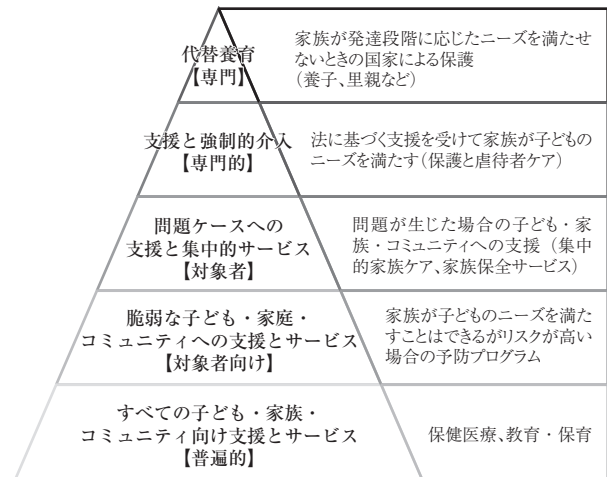 代替養育
【専門】
家族が発達段階に応じたニーズを満たせ
ないときの国家による保護
(養子、里親など)
支援と強制的介入
【専門的】
法に基づく支援を受けて家族が子どもの
ニーズを満たす(保護と虐待者ケア)
問題ケースへの
支援と集中的サービス
【対象者】
問題が生じた場合の子ども・家
族・コミュニティへの支援(集中
的家族ケア、家族保全サービス)
脆弱な子ども・家庭・
コミュニティへの支援とサービス
【対象者向け】
家族が子どものニーズを満た
すことはできるがリスクが高い
場合の予防プログラム
すべての子ども・家族・
コミュニティ向け支援とサービス
【普遍的】
保健医療、教育・保育